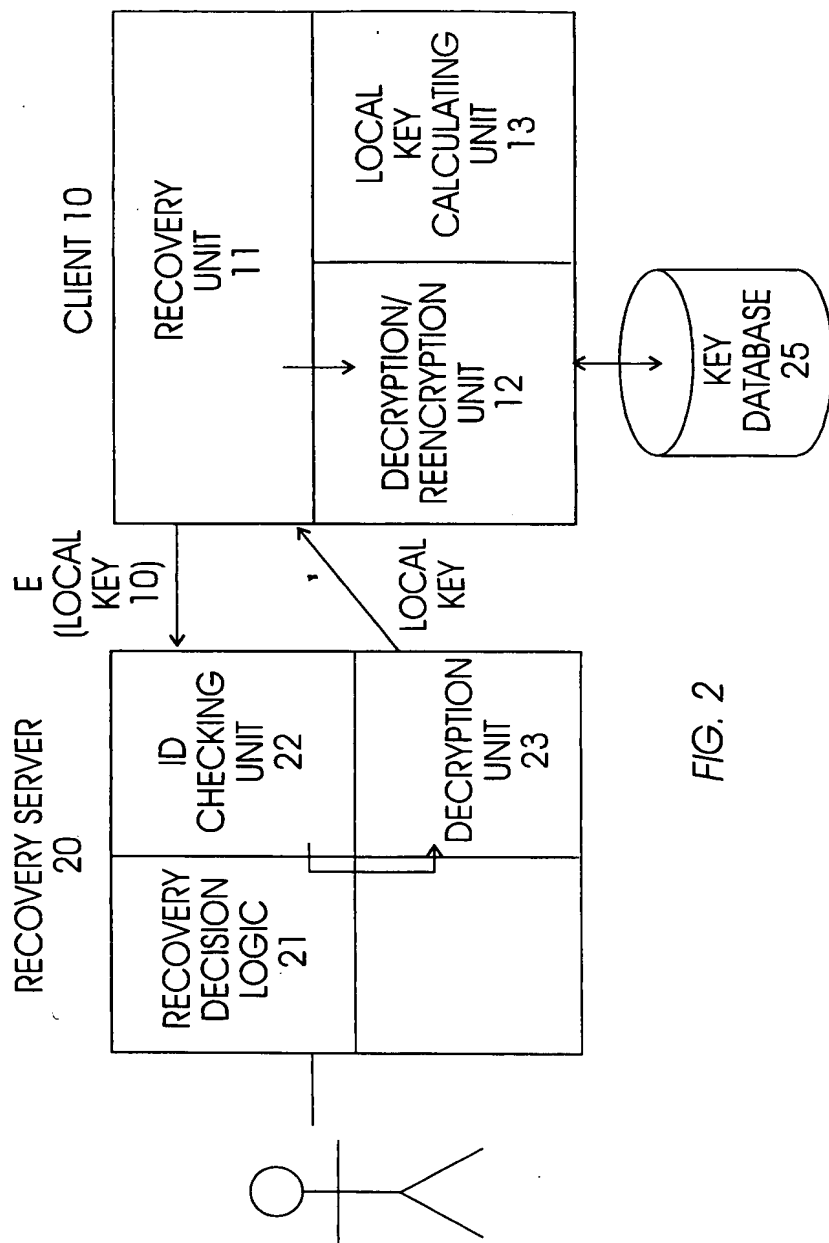 RECOVERY SERVER
20
RECOVERY
DECISION
LOGIC
21
ID
CHECKING
UNIT
22
DECRYPTION
UNIT
23
E
(LOCAL
KEY
10)
LOCAL
KEY
CLIENT 10
RECOVERY
UNIT
11
DECRYPTION/
REENCRYPTION
UNIT
12
LOCAL
KEY
CALCULATING
UNIT
13
KEY
DATABASE
25
FIG. 2